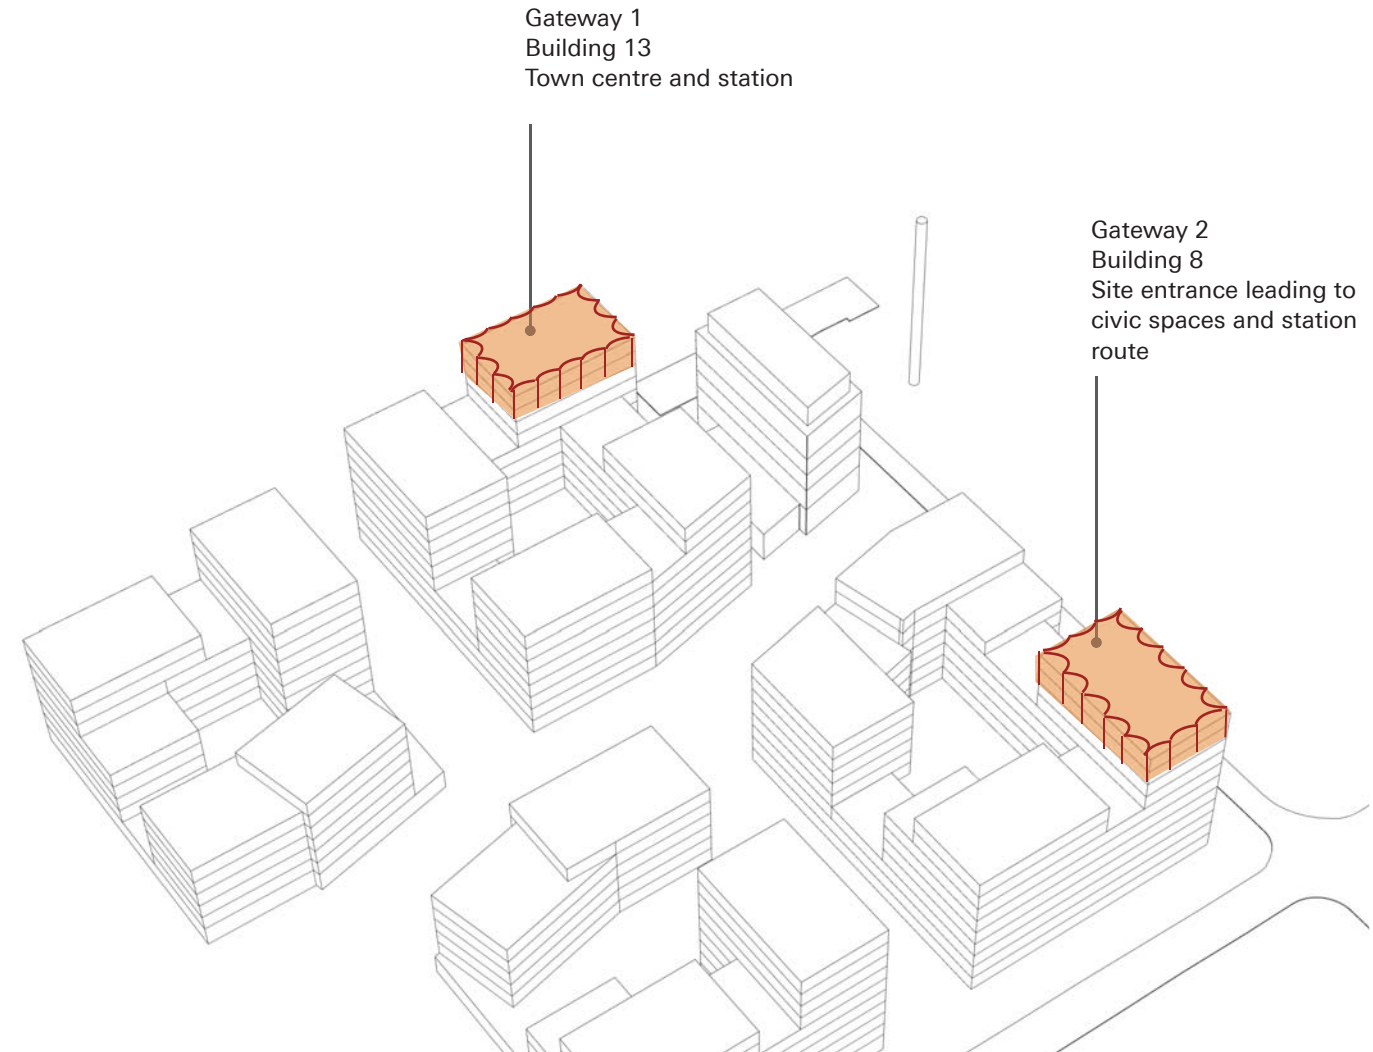 Gateway 1
Building 13
Town centre and station
Gateway 2
Building 8
Site entrance leading to
civic spaces and station
route